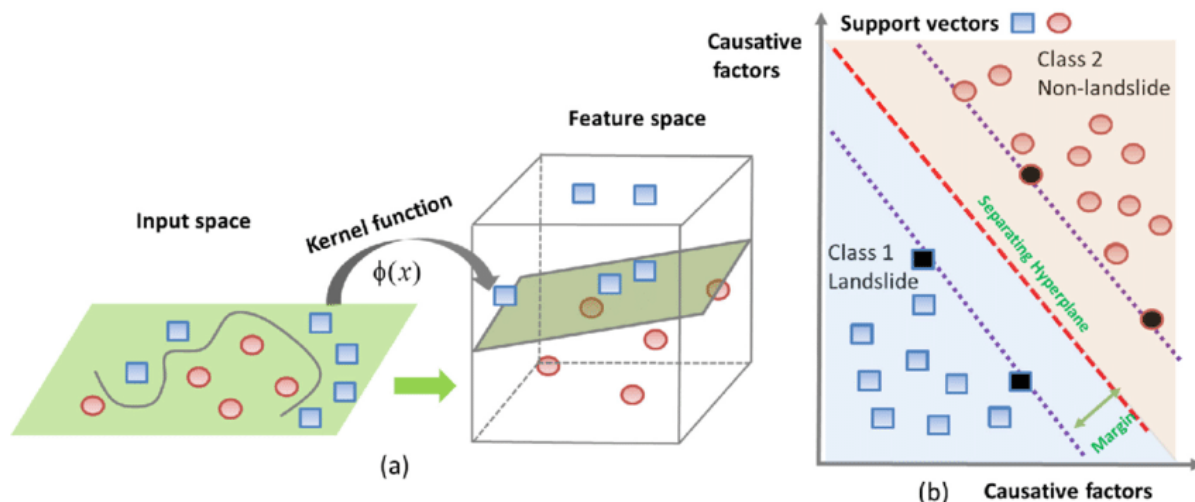 Input space
Kernel function
ϕ(x)
Feature space
(a)
Support vectors
Causative
factors
Class 2
Non-landslide
Separating Hyperplane
Class 1
Landslide
Margin
(b)
Causative factors